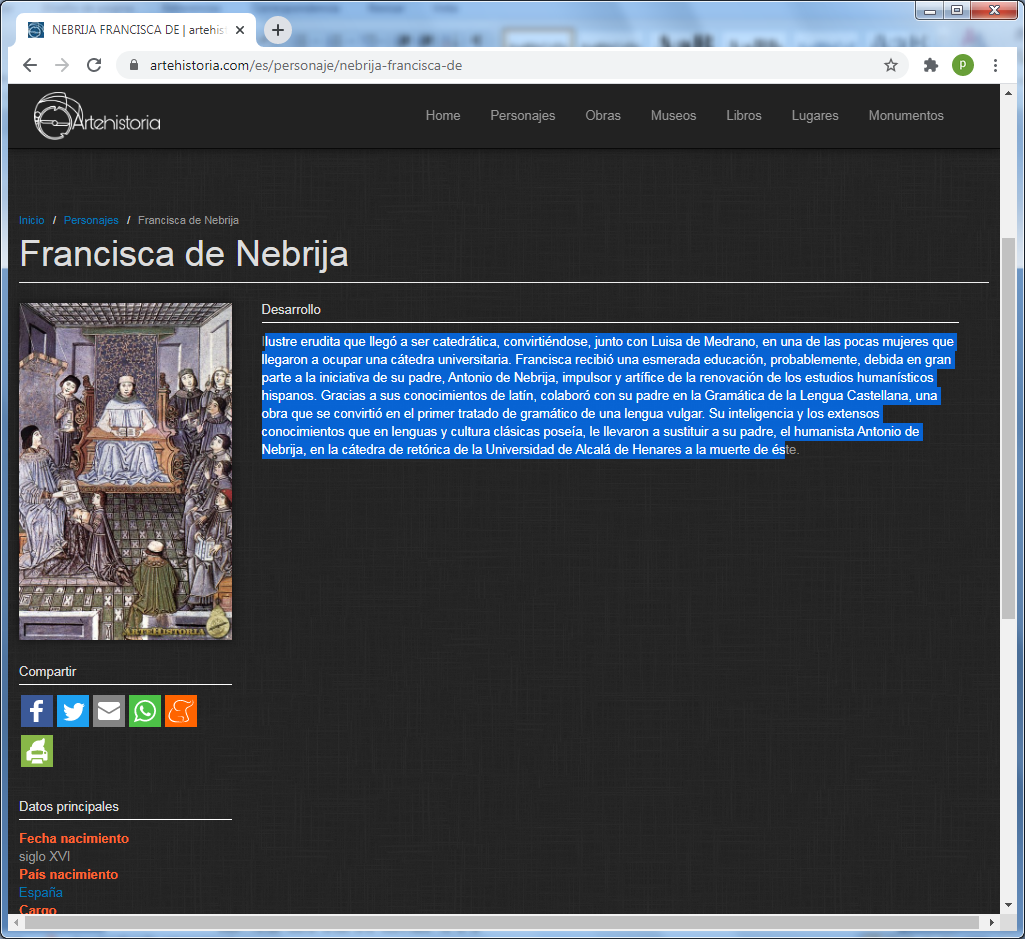 NEBRIJA FRANCISCA DE | artehist
artehistoria.com/es/personaje/nebrija-francisca-de
P
Artehistoria
Home Personajes Obras Museos Libros Lugares Monumentos
Inicio / Personajes / Francisca de Nebrija
Francisca de Nebrija
Desarrollo
Ilustre erudita que llegó a ser catedrática, convirtiéndose, junto con Luisa de Medrano, en una de las pocas mujeres que
llegaron a ocupar una cátedra universitaria. Francisca recibió una esmerada educación, probablemente, debida en gran
parte a la iniciativa de su padre, Antonio de Nebrija, impulsor y artífice de la renovación de los estudios humanísticos
hispanos. Gracias a sus conocimientos de latín, colaboró con su padre en la Gramática de la Lengua Castellana, una
obra que se convirtió en el primer tratado de gramático de una lengua vulgar. Su inteligencia y los extensos
conocimientos que en lenguas y cultura clásicas poseía, le llevaron a sustituir a su padre, el humanista Antonio de
Nebrija, en la cátedra de retórica de la Universidad de Alcalá de Henares a la muerte de éste.
ARTEHISTORIA
Compartir
Datos principales
Fecha nacimiento
siglo XVI
País nacimiento
España
Cargo